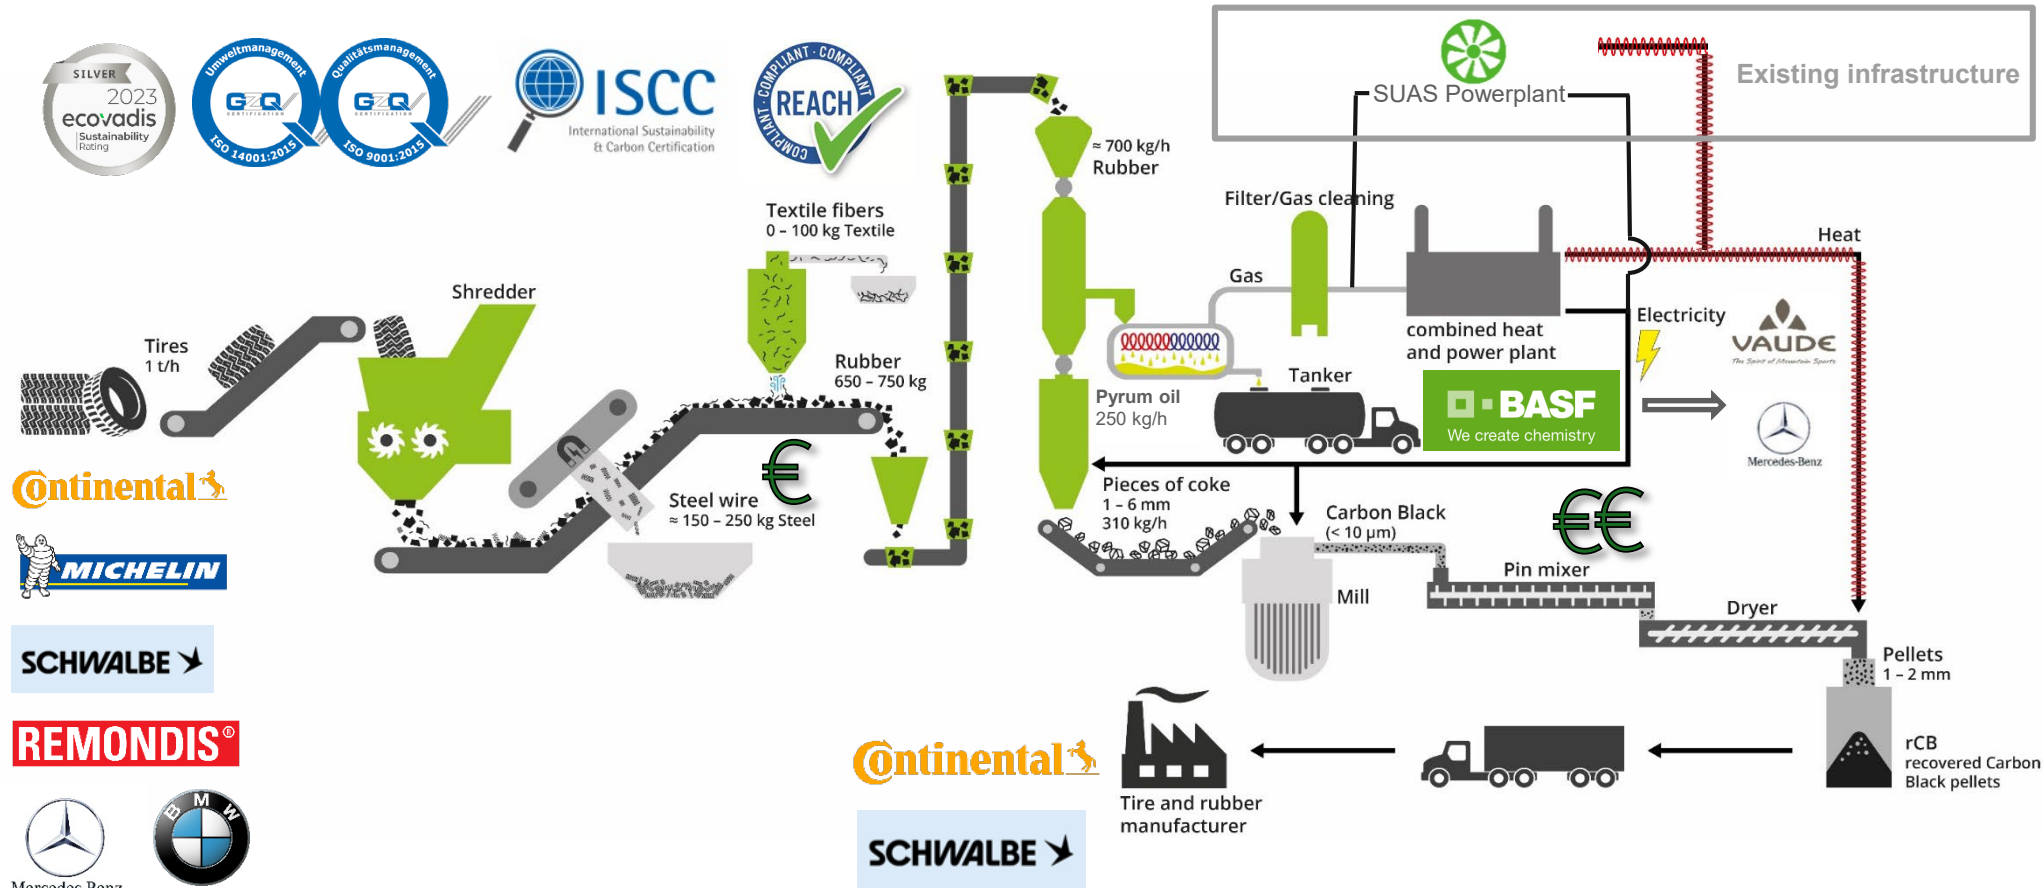 SILVER
2023
ecovadis
Sustainability
Rating
Umweltmanagement
GZQ
CERTIFICATION
ISO 14001:2015
Qualitätsmanagement
GZQ
CERTIFICATION
ISO 9001:2015
ISCC
International Sustainability
& Carbon Certification
COMPLIANT · COMPLIANT · COMPLIANT
REACH
COMPLIANT
SUAS Powerplant
Existing infrastructure
≈ 700 kg/h
Rubber
Textile fibers
0 – 100 kg Textile
Filter/Gas cleaning
Heat
Gas
Shredder
Tires
1 t/h
Rubber
650 – 750 kg
combined heat
and power plant
Electricity
VAUDE
The Spirit of Mountain Sports
Pyrum oil
250 kg/h
Tanker
BASF
We create chemistry
Mercedes-Benz
€
Steel wire
≈ 150 – 250 kg Steel
Pieces of coke
1 – 6 mm
310 kg/h
Carbon Black
(< 10 µm)
€€
Pin mixer
Mill
Dryer
Pellets
1 – 2 mm
rCB
recovered Carbon
Black pellets
Continental
MICHELIN
SCHWALBE
REMONDIS®
Mercedes-Benz
BMW
Continental
SCHWALBE
Tire and rubber
manufacturer